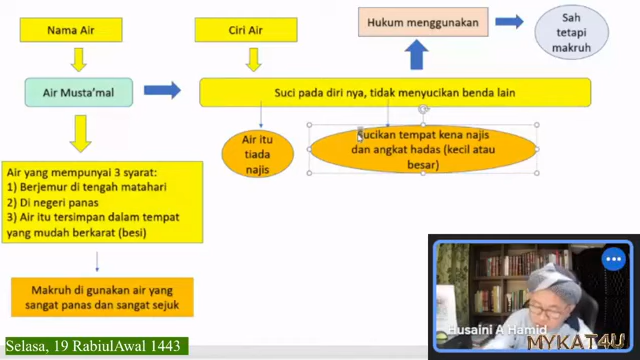 Nama Air
Ciri Air
Hukum menggunakan
Sah
tetapi
makruh
Air Musta'mal
Suci pada diri nya, tidak menyucikan benda lain
Air itu
tiada
najis
Sucikan tempat kena najis
dan angkat hadas (kecil atau
besar)
Air yang mempunyai 3 syarat:
1) Berjemur di tengah matahari
2) Di negeri panas
3) Air itu tersimpan dalam tempat
yang mudah berkarat (besi)
Makruh di gunakan air yang
sangat panas dan sangat sejuk
Husaini A Hamid
MYKAT4U
Selasa, 19 RabiulAwal 1443